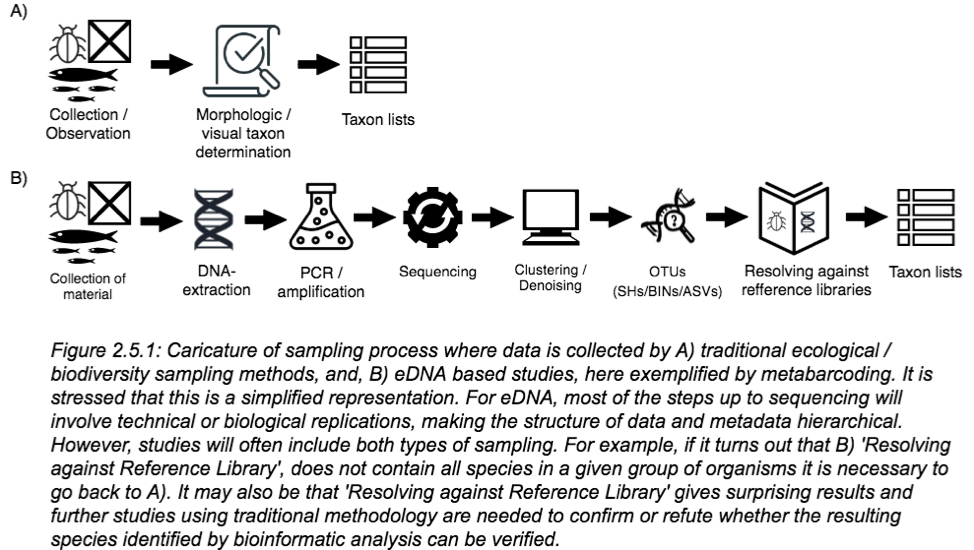 A)
Collection /
Observation
Morphologic /
visual taxon
determination
Taxon lists
B)
?
Collection of
material
DNA-
extraction
PCR /
amplification
Sequencing
Clustering /
Denoising
OTUs
(SHs/BINs/ASVs)
Resolving against
refference libraries
Taxon lists
Figure 2.5.1: Caricature of sampling process where data is collected by A) traditional ecological /
biodiversity sampling methods, and, B) eDNA based studies, here exemplified by metabarcoding. It is
stressed that this is a simplified representation. For eDNA, most of the steps up to sequencing will
involve technical or biological replications, making the structure of data and metadata hierarchical.
However, studies will often include both types of sampling. For example, if it turns out that B) 'Resolving
against Reference Library', does not contain all species in a given group of organisms it is necessary to
go back to A). It may also be that 'Resolving against Reference Library' gives surprising results and
further studies using traditional methodology are needed to confirm or refute whether the resulting
species identified by bioinformatic analysis can be verified.